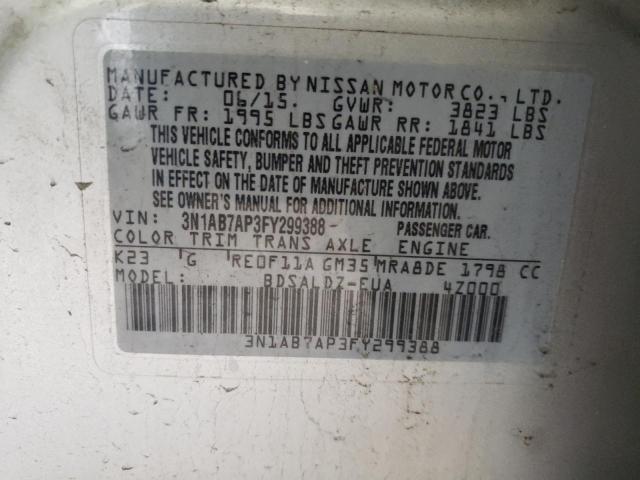 MANUFACTURED BY NISSAN MOTOR CO., LTD.
DATE: 06/15. GVWR: 3823 LBS
GAWR FR: 1995 LBS GAWR RR: 1841 LBS
THIS VEHICLE CONFORMS TO ALL APPLICABLE FEDERAL MOTOR
VEHICLE SAFETY, BUMPER AND THEFT PREVENTION STANDARDS
IN EFFECT ON THE DATE OF MANUFACTURE SHOWN ABOVE.
SEE OWNER'S MANUAL FOR ADDITIONAL INFORMATION.
VIN: 3N1AB7AP3FY299388 PASSENGER CAR.
COLOR TRIM TRANS AXLE ENGINE
K23 G RE0F11A GM35 MRA8DE 1798 CC
MODEL: BDSALDZ-EUA 4Z000
3N1AB7AP3FY299388